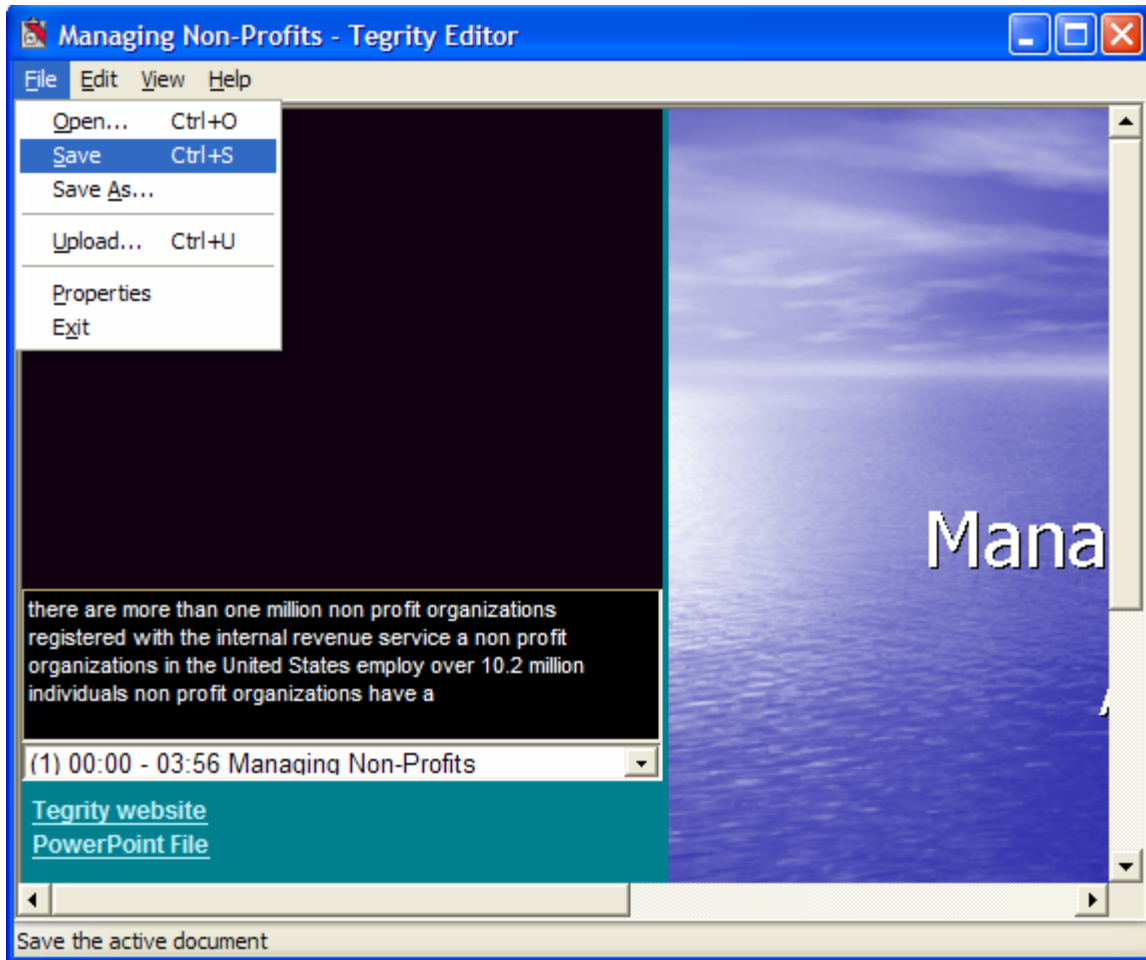 Managing Non-Profits - Tegrity Editor
File Edit View Help
Open... Ctrl+O
Save Ctrl+S
Save As...
Upload... Ctrl+U
Properties
Exit
Mana
there are more than one million non profit organizations
registered with the internal revenue service a non profit
organizations in the United States employ over 10.2 million
individuals non profit organizations have a
(1) 00:00 - 03:56 Managing Non-Profits
Tegrity website
PowerPoint File
Save the active document